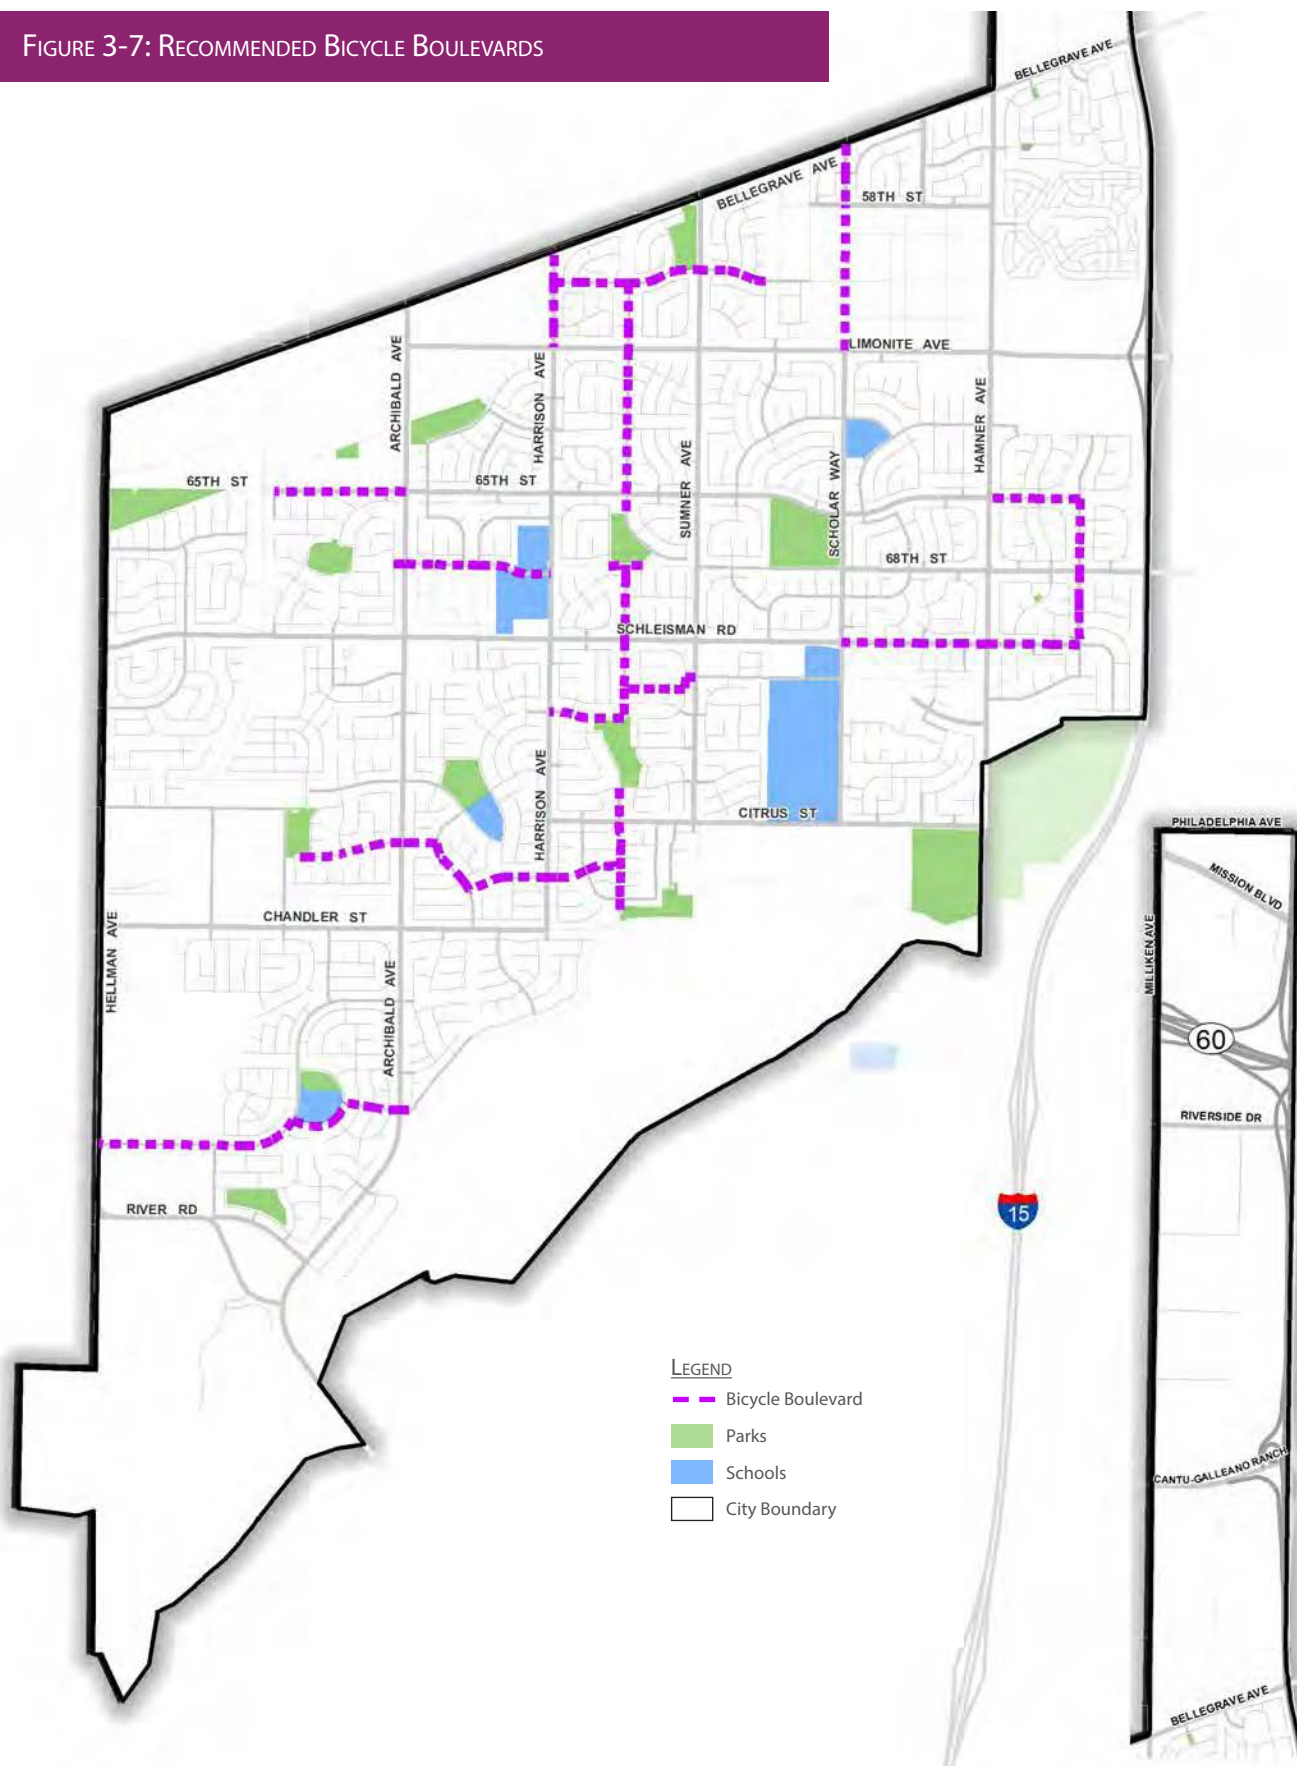 FIGURE 3-7: RECOMMENDED BICYCLE BOULEVARDS
BELLEGRAVE AVE
BELLEGRAVE AVE
58TH ST
LIMONITE AVE
ARCHIBALD AVE
HARRISON AVE
HAMNER AVE
SUMNER AVE
SCHOLAR WAY
65TH ST
65TH ST
68TH ST
SCHLEISMAN RD
HARRISON AVE
CITRUS ST
PHILADELPHIA AVE
MISSION BLVD
MILLIKEN AVE
CHANDLER ST
HELLMAN AVE
ARCHIBALD AVE
60
RIVERSIDE DR
RIVER RD
15
LEGEND
Bicycle Boulevard
Parks
Schools
City Boundary
CANTU-GALLEANO RANCH
BELLEGRAVE AVE